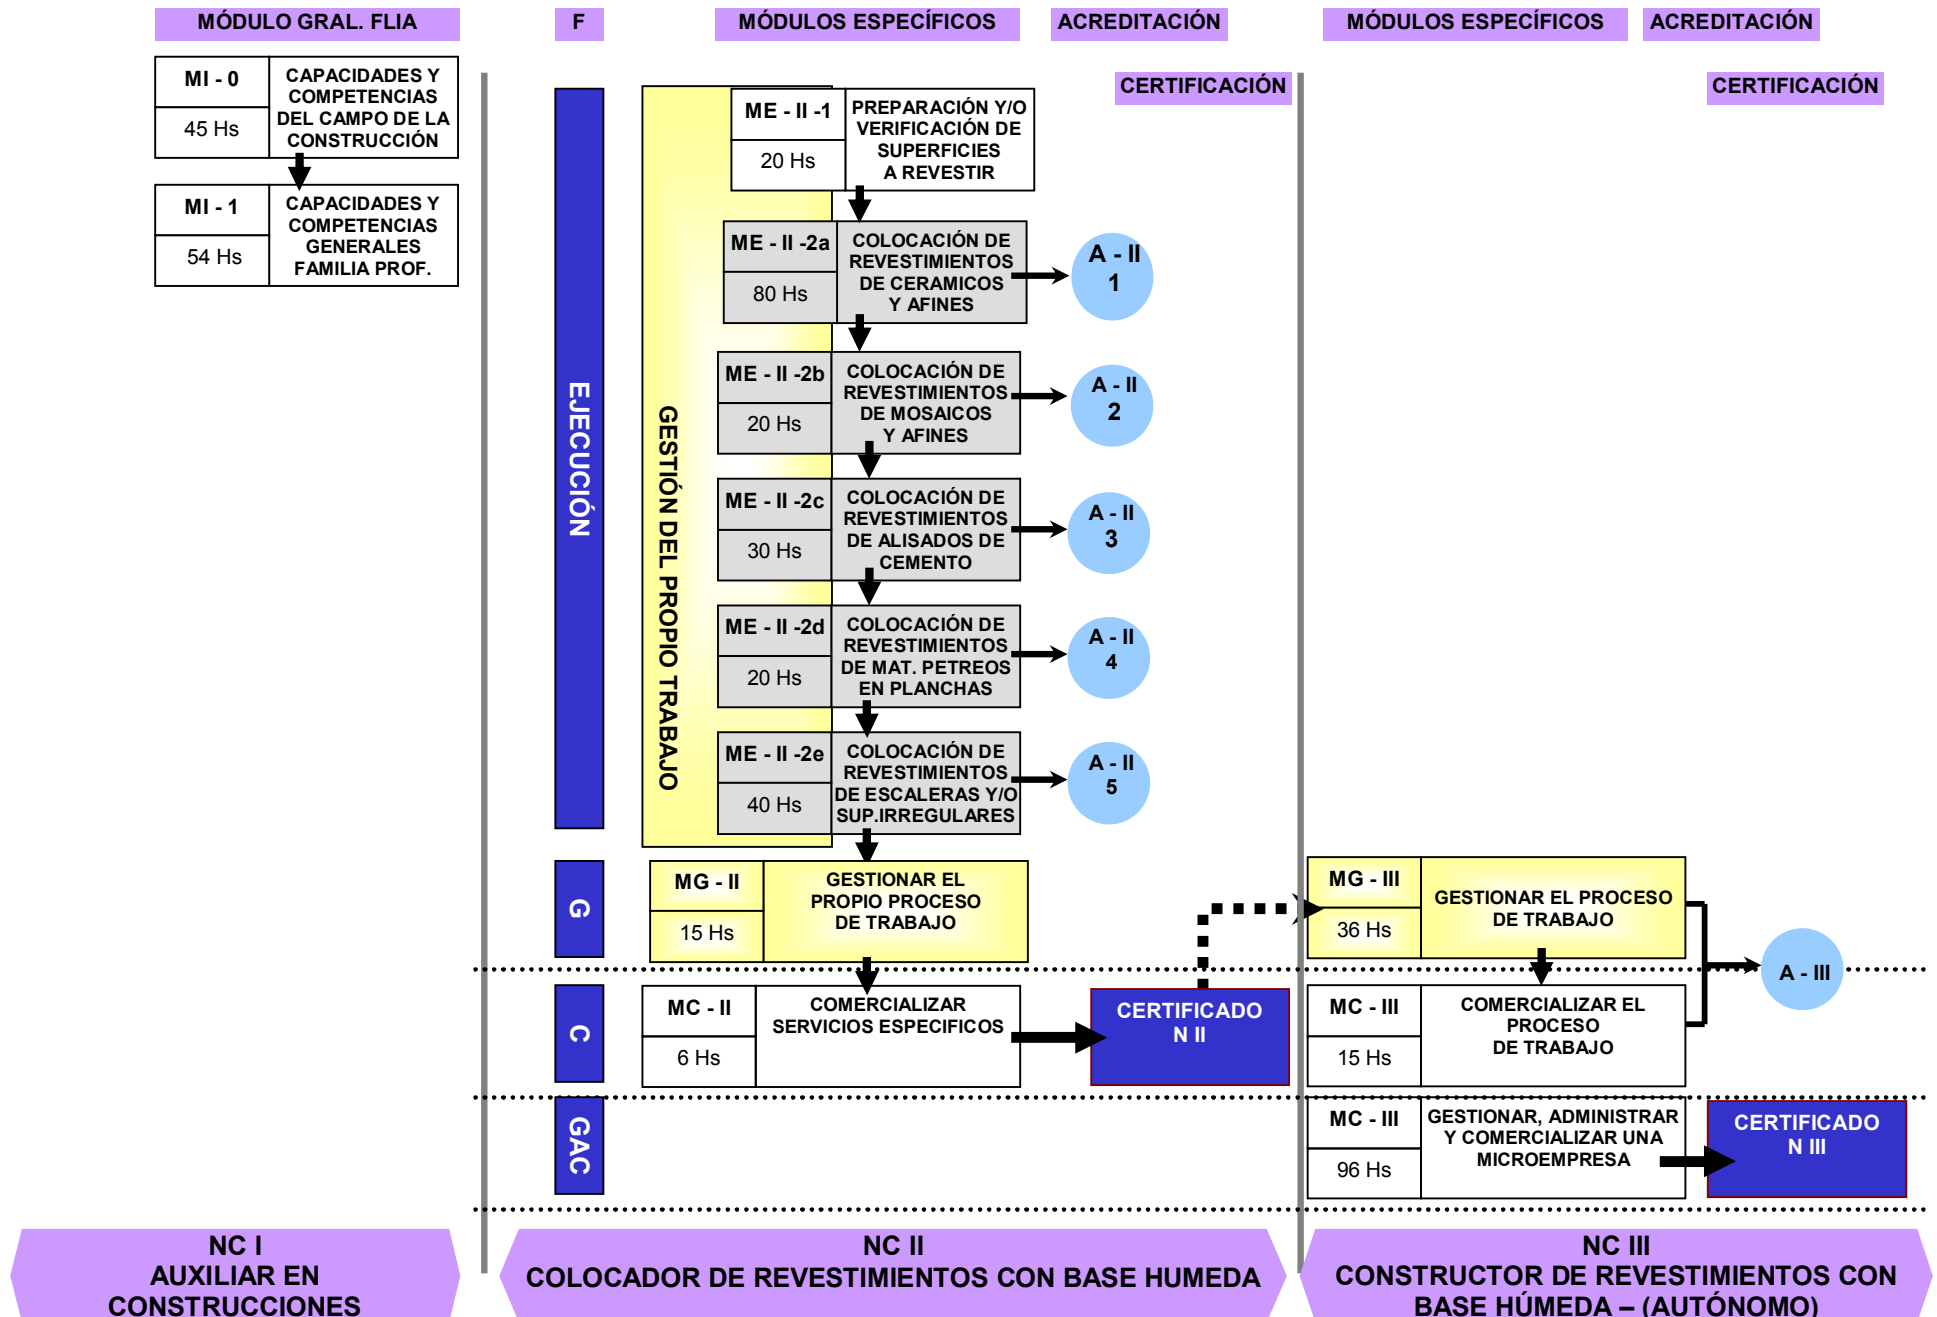 MÓDULO GRAL. FLIA
F
MÓDULOS ESPECÍFICOS
ACREDITACIÓN
MÓDULOS ESPECÍFICOS
ACREDITACIÓN
CERTIFICACIÓN
CERTIFICACIÓN
MI - 0
45 Hs
CAPACIDADES Y
COMPETENCIAS
DEL CAMPO DE LA
CONSTRUCCIÓN
MI - 1
54 Hs
CAPACIDADES Y
COMPETENCIAS
GENERALES
FAMILIA PROF.
EJECUCIÓN
GESTIÓN DEL PROPIO TRABAJO
ME - II -1
20 Hs
PREPARACIÓN Y/O
VERIFICACIÓN DE
SUPERFICIES
A REVESTIR
ME - II -2a
80 Hs
COLOCACIÓN DE
REVESTIMIENTOS
DE CERAMICOS
Y AFINES
A - II
1
ME - II -2b
20 Hs
COLOCACIÓN DE
REVESTIMIENTOS
DE MOSAICOS
Y AFINES
A - II
2
ME - II -2c
30 Hs
COLOCACIÓN DE
REVESTIMIENTOS
DE ALISADOS DE
CEMENTO
A - II
3
ME - II -2d
20 Hs
COLOCACIÓN DE
REVESTIMIENTOS
DE MAT. PETREOS
EN PLANCHAS
A - II
4
ME - II -2e
40 Hs
COLOCACIÓN DE
REVESTIMIENTOS
DE ESCALERAS Y/O
SUP.IRREGULARES
A - II
5
G
MG - II
15 Hs
GESTIONAR EL
PROPIO PROCESO
DE TRABAJO
MG - III
36 Hs
GESTIONAR EL PROCESO
DE TRABAJO
A - III
C
MC - II
6 Hs
COMERCIALIZAR
SERVICIOS ESPECIFICOS
CERTIFICADO
N II
MC - III
15 Hs
COMERCIALIZAR EL
PROCESO
DE TRABAJO
GAC
MC - III
96 Hs
GESTIONAR, ADMINISTRAR
Y COMERCIALIZAR UNA
MICROEMPRESA
CERTIFICADO
N III
NC I
AUXILIAR EN
CONSTRUCCIONES
NC II
COLOCADOR DE REVESTIMIENTOS CON BASE HUMEDA
NC III
CONSTRUCTOR DE REVESTIMIENTOS CON
BASE HÚMEDA – (AUTÓNOMO)